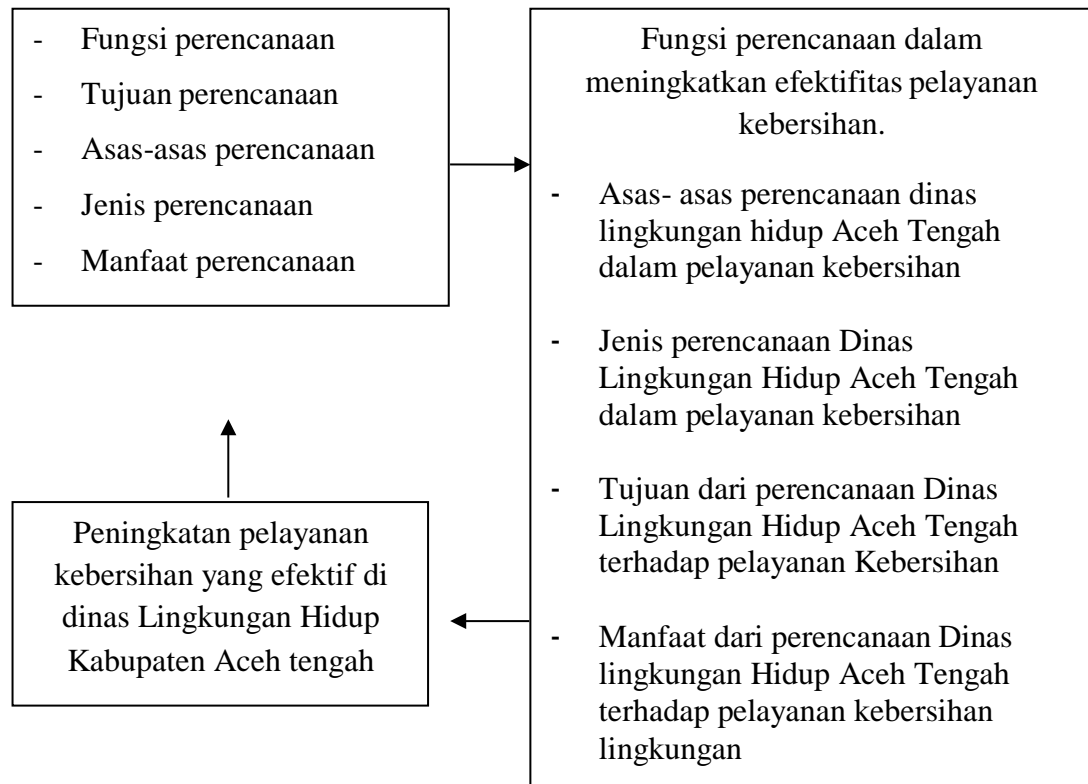 - Fungsi perencanaan
- Tujuan perencanaan
- Asas-asas perencanaan
- Jenis perencanaan
- Manfaat perencanaan
Fungsi perencanaan dalam
meningkatkan efektifitas pelayanan
kebersihan.
- Asas- asas perencanaan dinas
lingkungan hidup Aceh Tengah
dalam pelayanan kebersihan
- Jenis perencanaan Dinas
Lingkungan Hidup Aceh Tengah
dalam pelayanan kebersihan
- Tujuan dari perencanaan Dinas
Lingkungan Hidup Aceh Tengah
terhadap pelayanan Kebersihan
- Manfaat dari perencanaan Dinas
lingkungan Hidup Aceh Tengah
terhadap pelayanan kebersihan
lingkungan
Peningkatan pelayanan
kebersihan yang efektif di
dinas Lingkungan Hidup
Kabupaten Aceh tengah